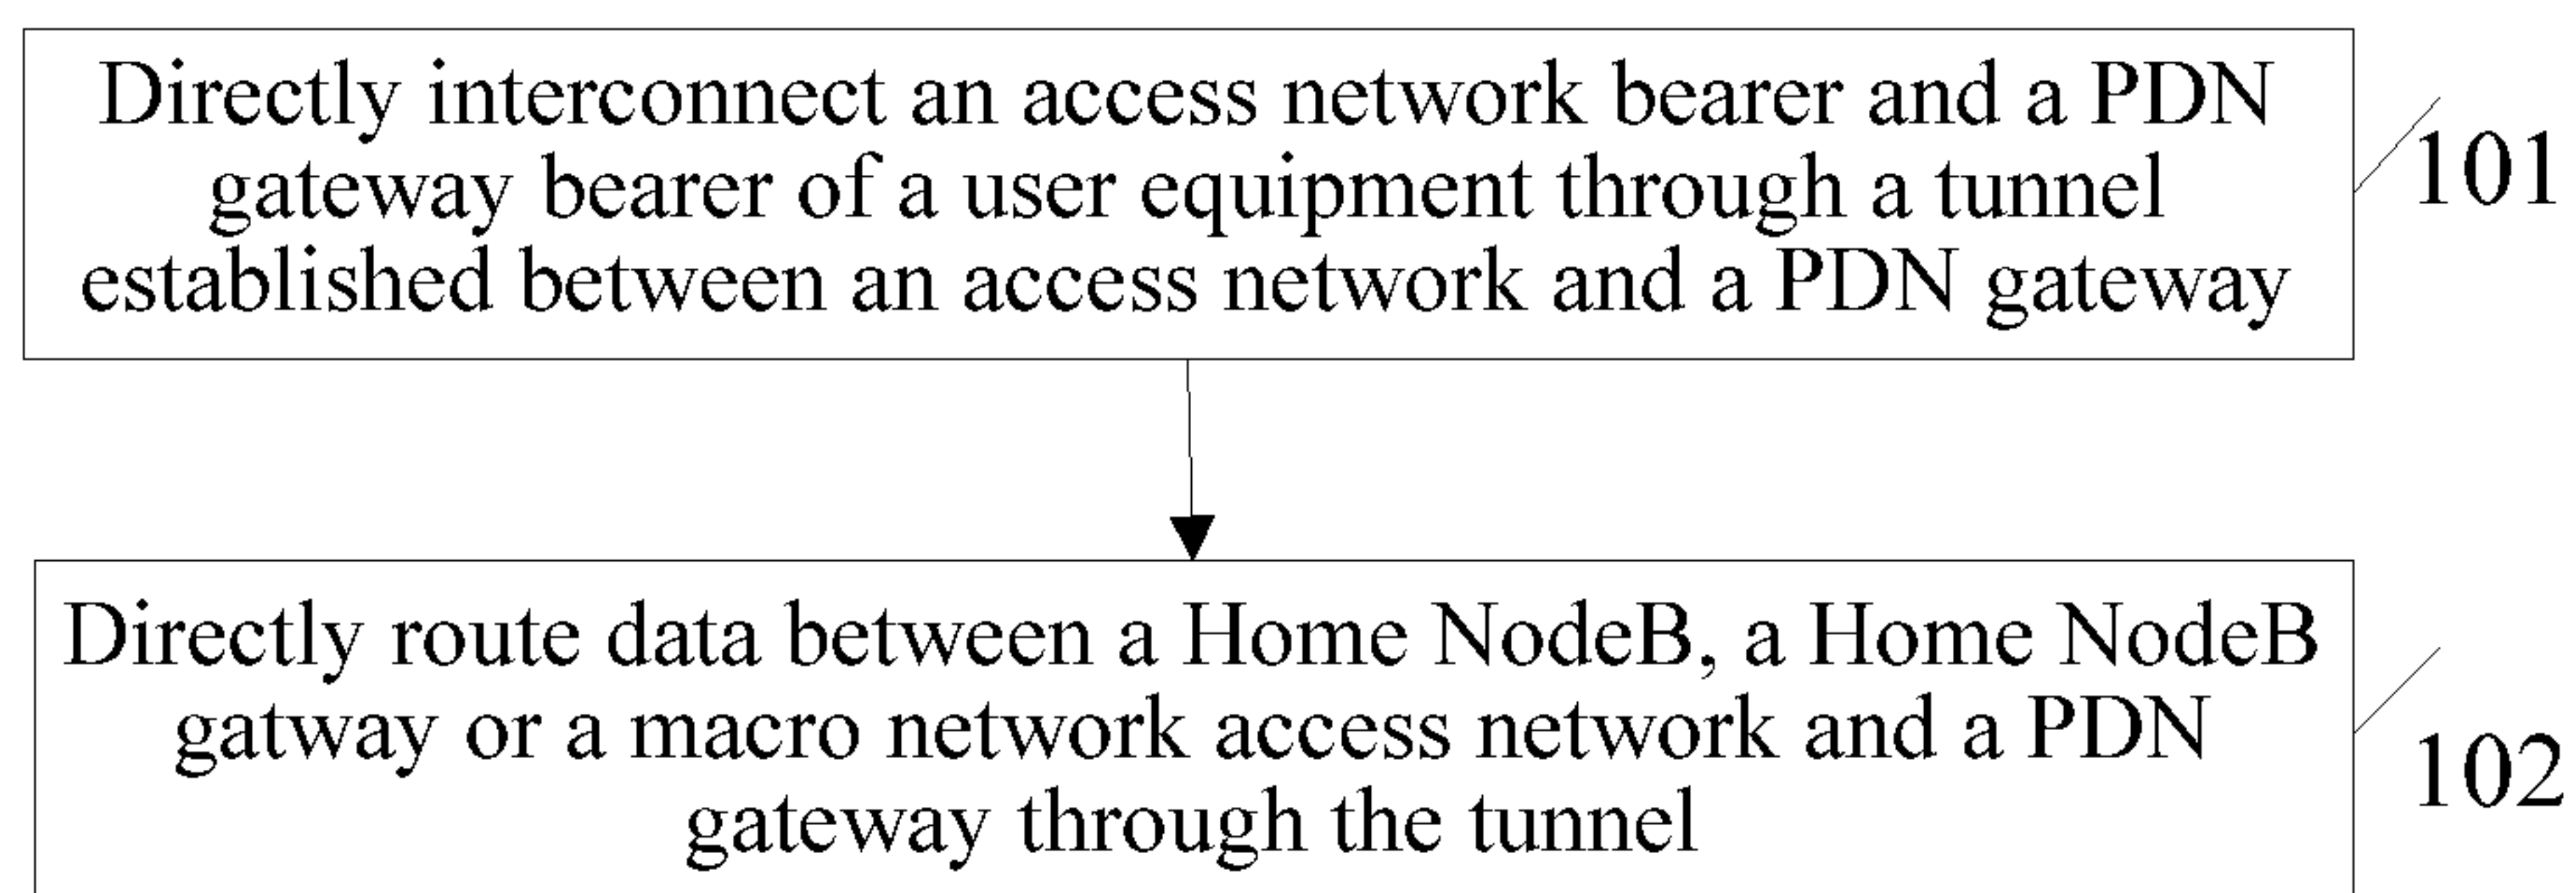 Directly interconnect an access network bearer and a PDN
gateway bearer of a user equipment through a tunnel
established between an access network and a PDN gateway
101
Directly route data between a Home NodeB, a Home NodeB
gatway or a macro network access network and a PDN
gateway through the tunnel
102